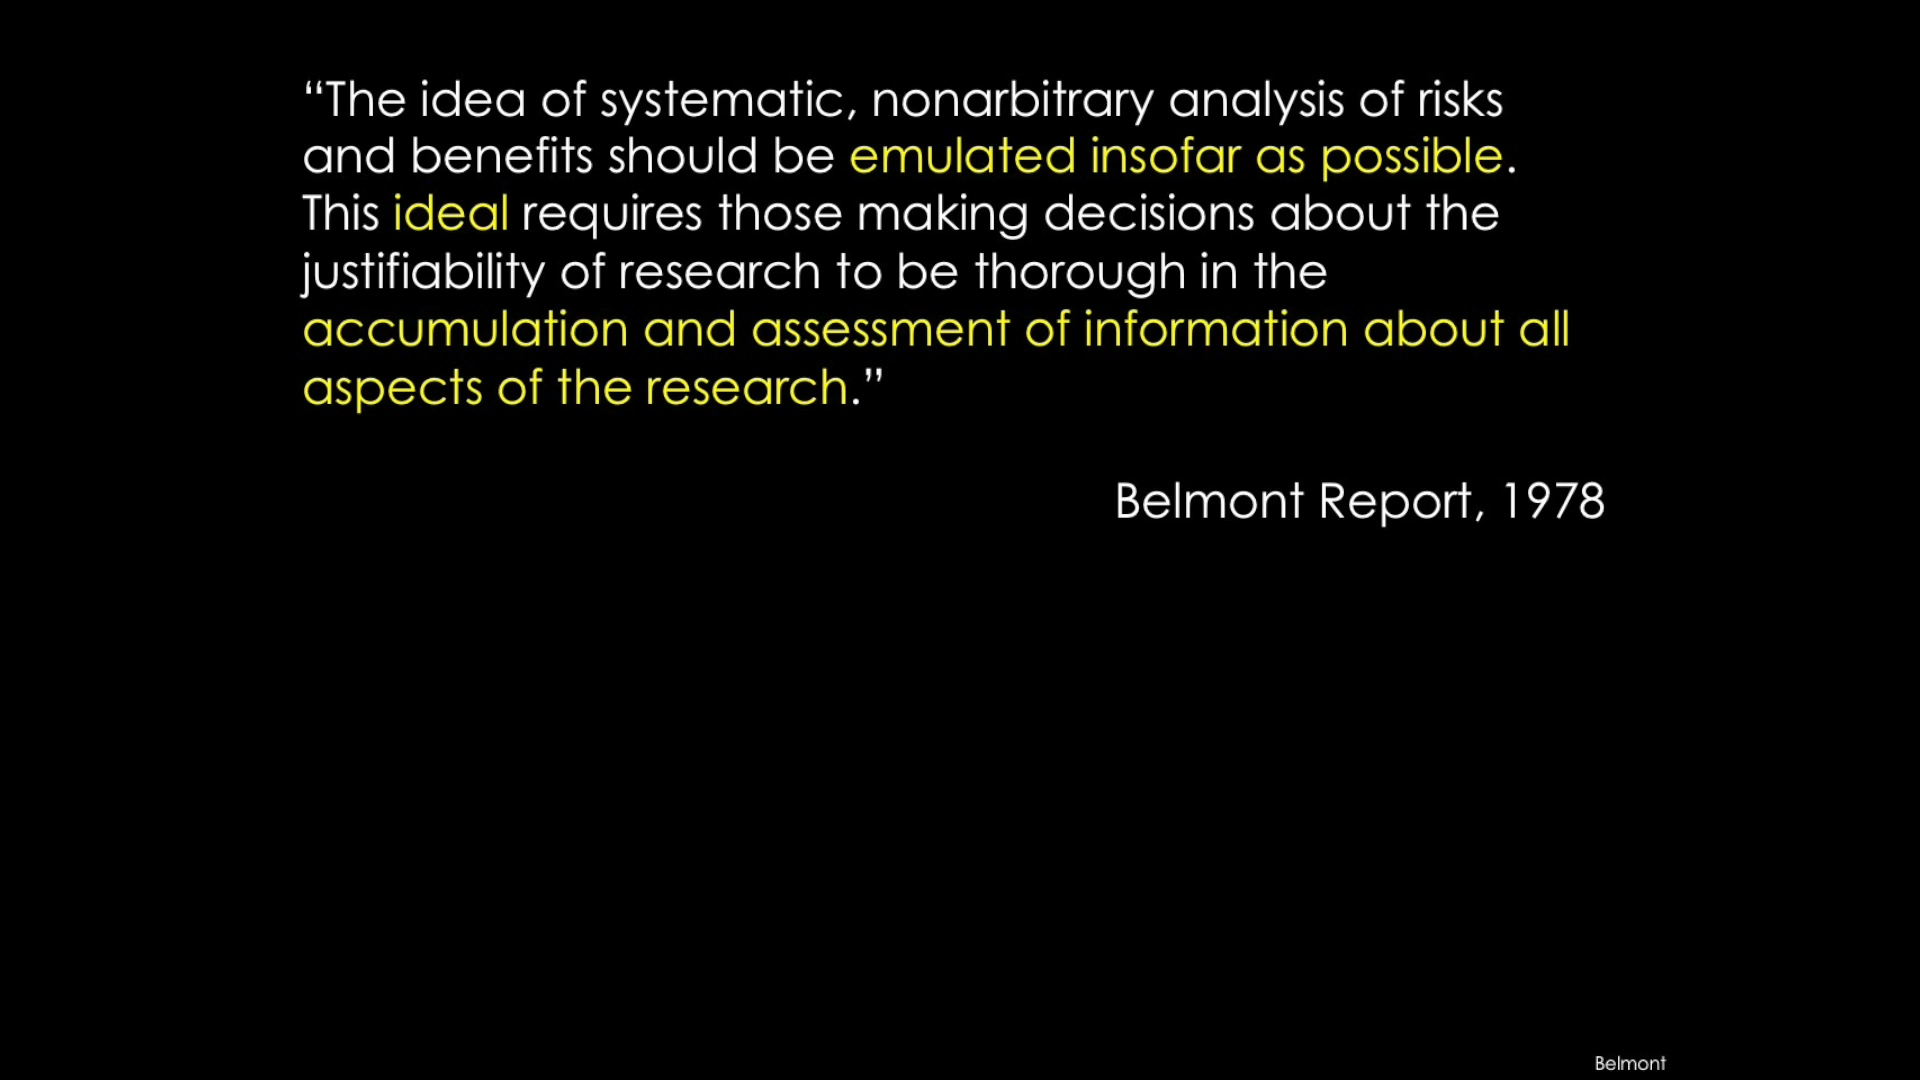 “The idea of systematic, nonarbitrary analysis of risks
and benefits should be emulated insofar as possible.
This ideal requires those making decisions about the
justifiability of research to be thorough in the
accumulation and assessment of information about all
aspects of the research.”
Belmont Report, 1978
Belmont